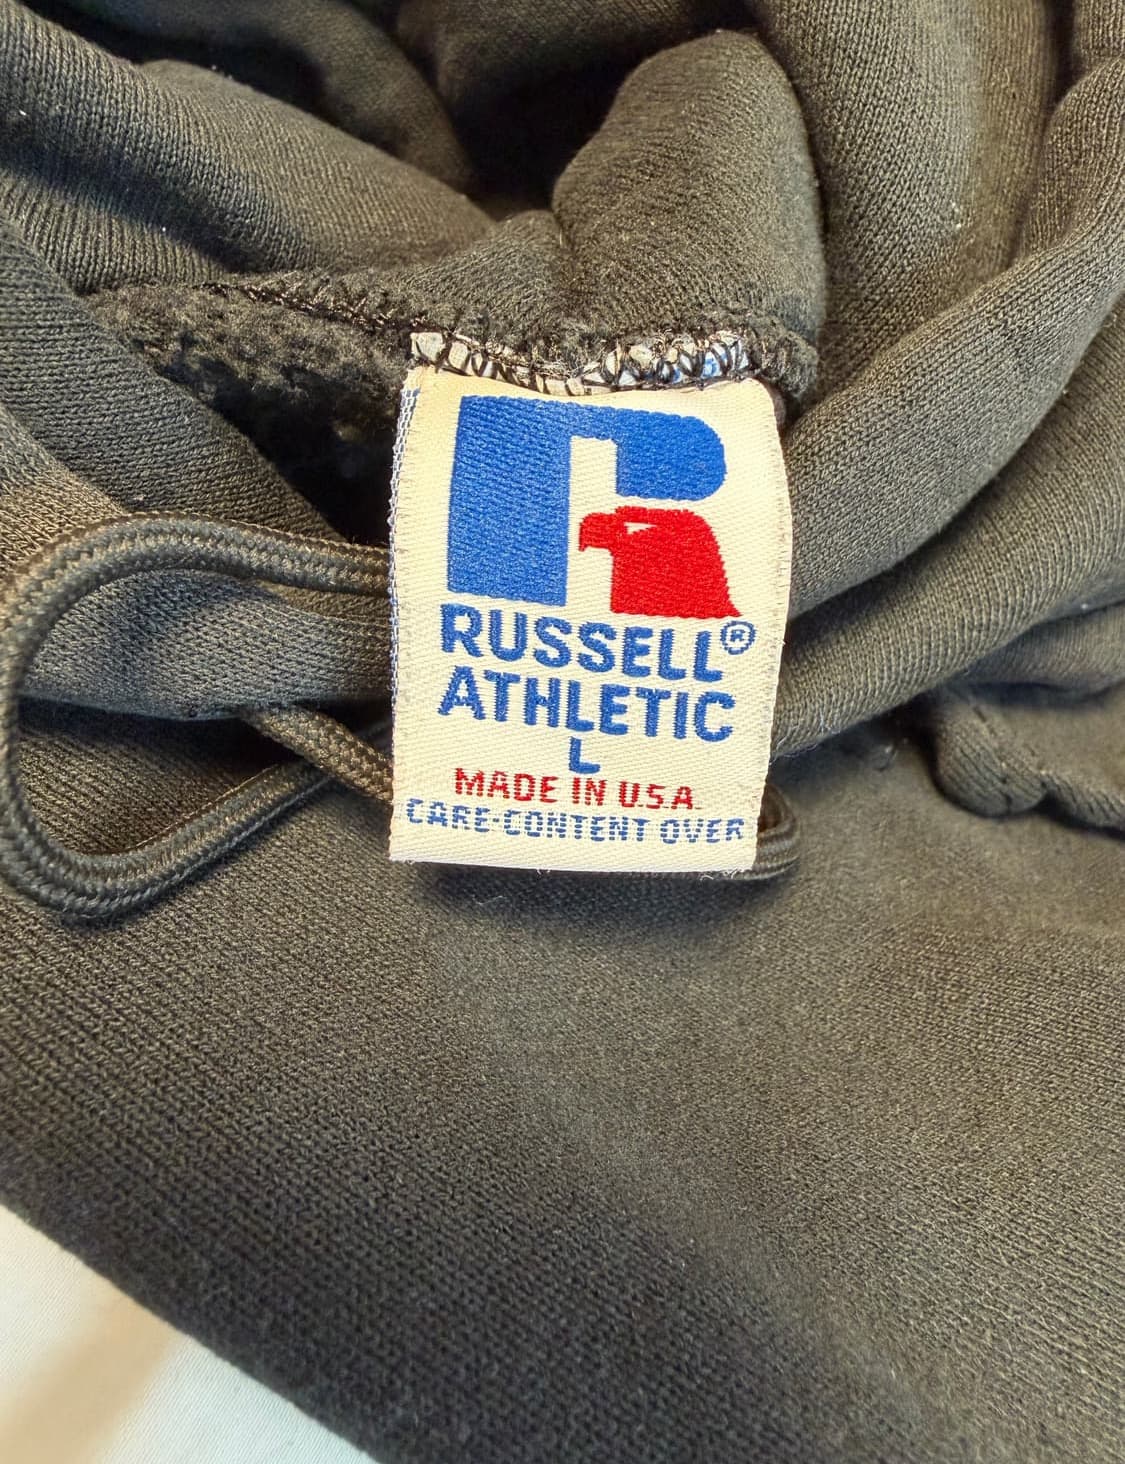 RUSSELL®
ATHLETIC
L
MADE IN U.S.A.
CARE-CONTENT OVER